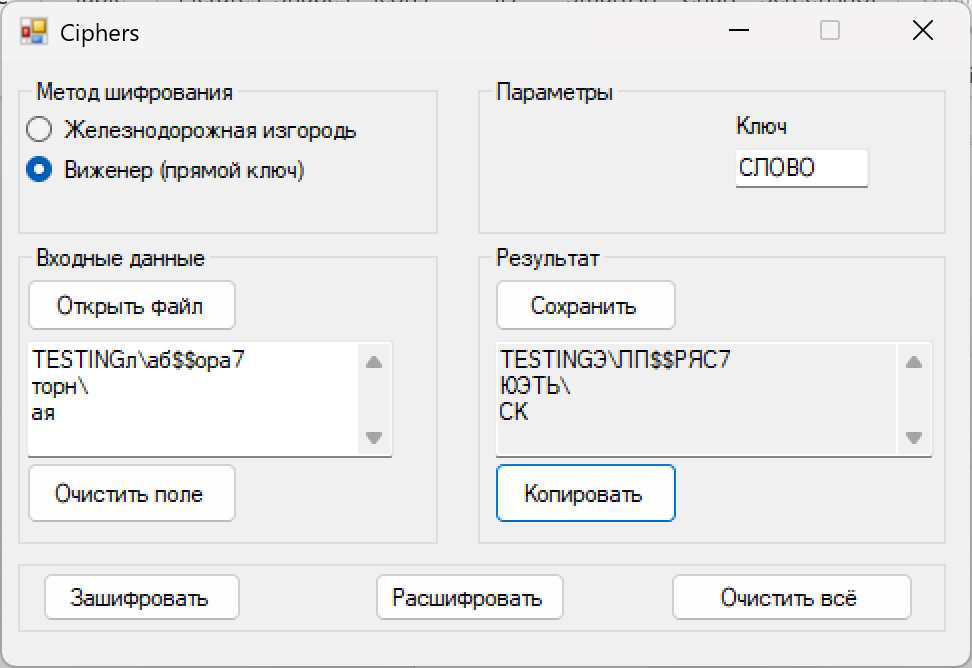 Ciphers
Метод шифрования
Железнодорожная изгородь
Виженер (прямой ключ)
Параметры
Ключ
СЛОВО
Входные данные
Открыть файл
TESTINGл\аб$$ора7
торн\
ая
Очистить поле
Результат
Сохранить
TESTINGЭ\ПП$$РЯС7
ЮЭТЬ\
СК
Копировать
Зашифровать
Расшифровать
Очистить всё